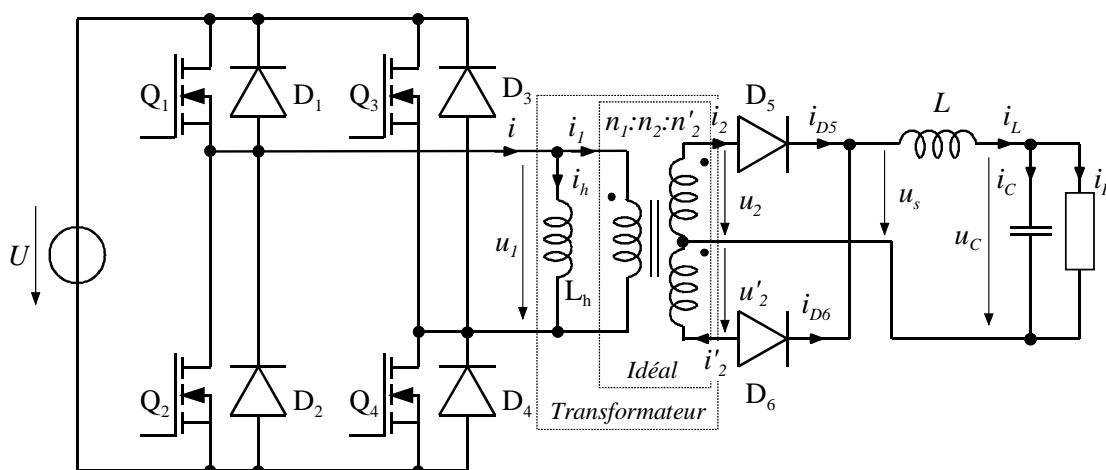 U
Q1
D1
Q3
D3
Q2
D2
Q4
D4
i
i1
ih
u1
Lh
n1:n2:n'2
i2
u2
u'2
i'2
Idéal
Transformateur
D5
iD5
D6
iD6
us
L
iL
iC
uC